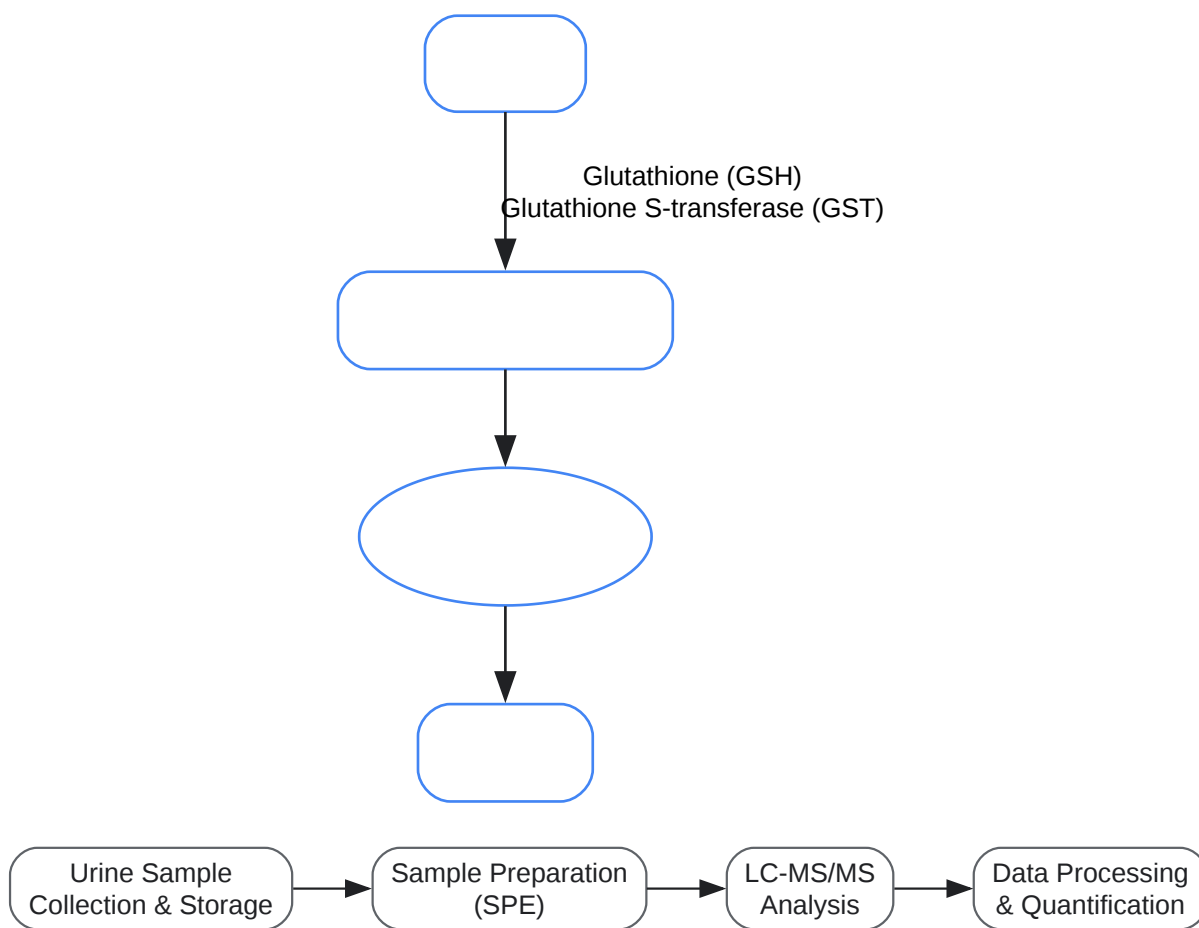 Glutathione (GSH)
Glutathione S-transferase (GST)
Urine Sample
Collection & Storage
Sample Preparation
(SPE)
LC-MS/MS
Analysis
Data Processing
& Quantification